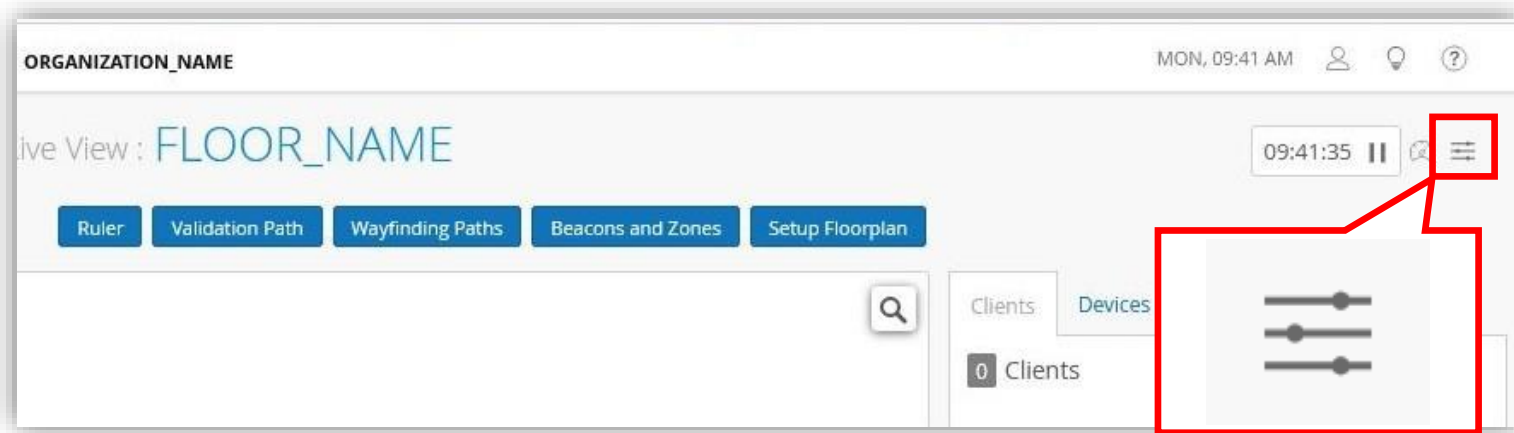 ORGANIZATION_NAME MON, 09:41 AM ?
ive View : FLOOR_NAME 09:41:35
Ruler Validation Path Wayfinding Paths Beacons and Zones Setup Floorplan
Clients Devices
0 Clients